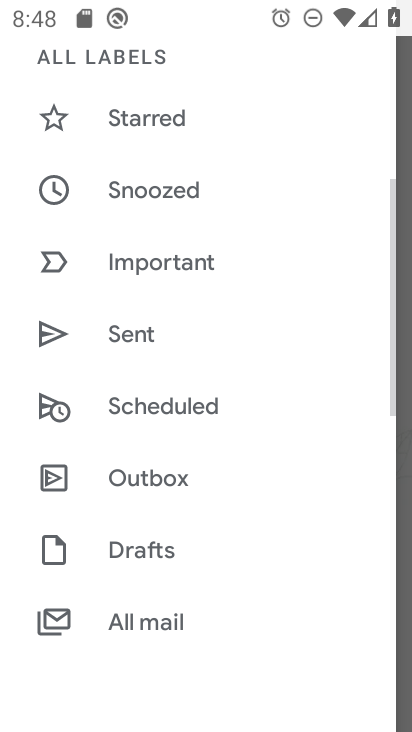 8:48
ALL LABELS
Starred
Snoozed
Important
Sent
Scheduled
Outbox
Drafts
All mail